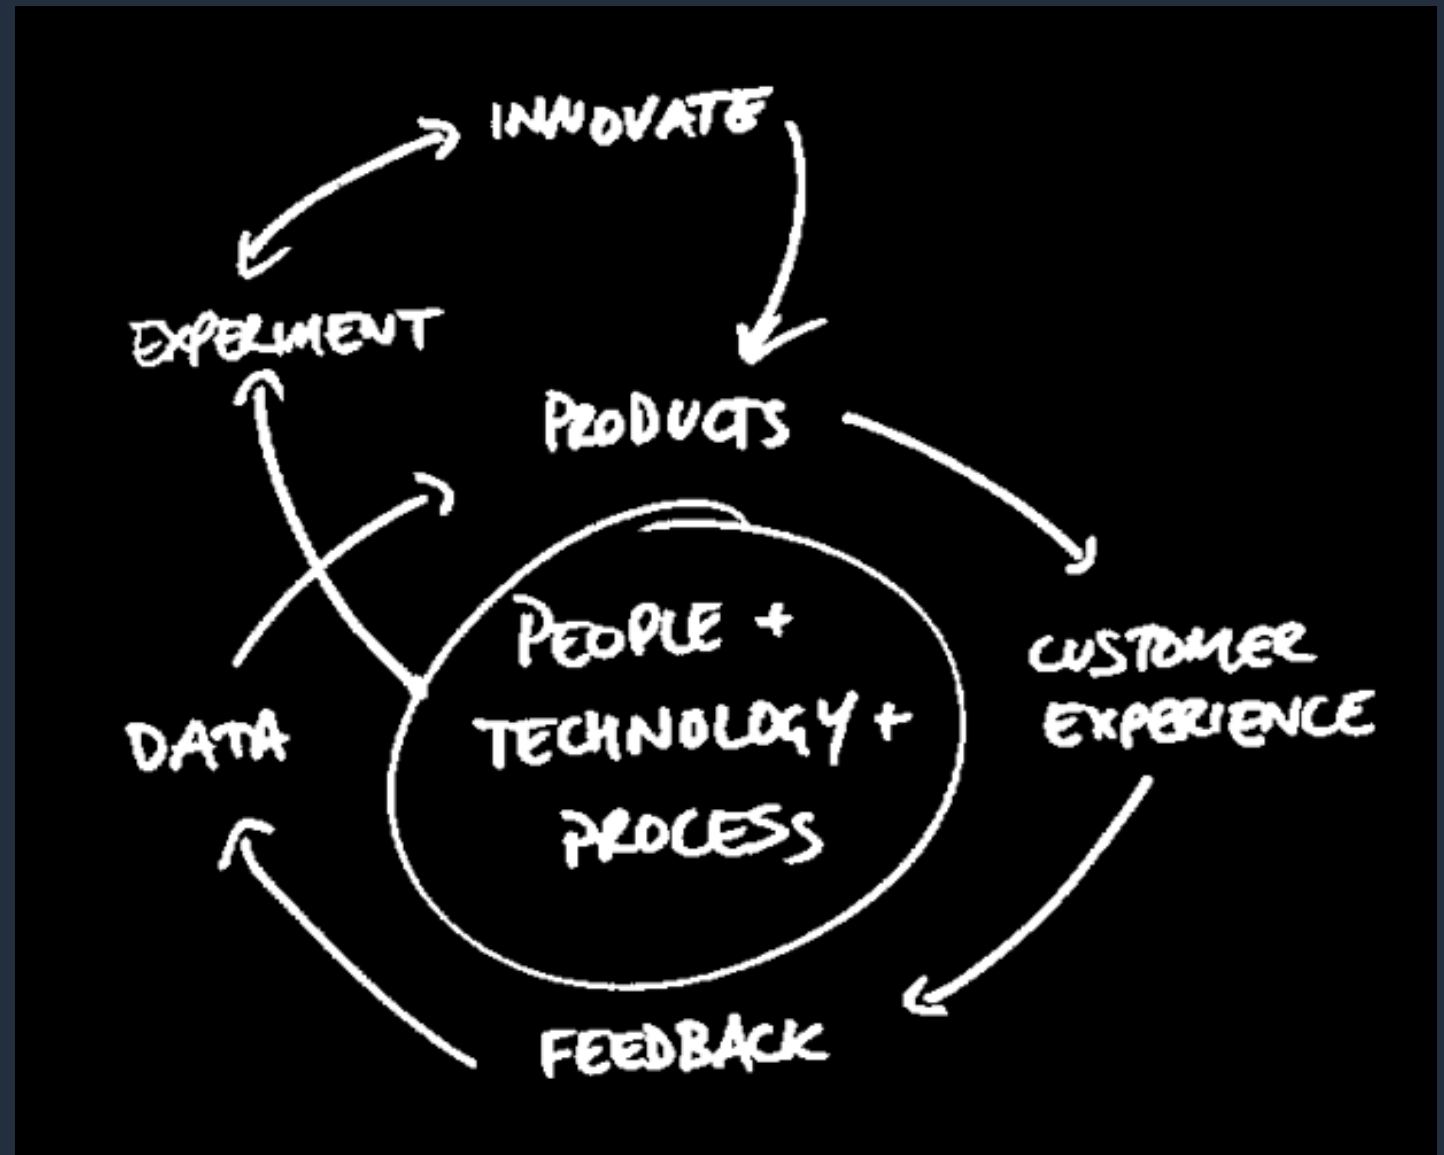 INNOVATE
EXPERIMENT
PRODUCTS
PEOPLE +
TECHNOLOGY +
PROCESS
CUSTOMER
EXPERIENCE
DATA
FEEDBACK